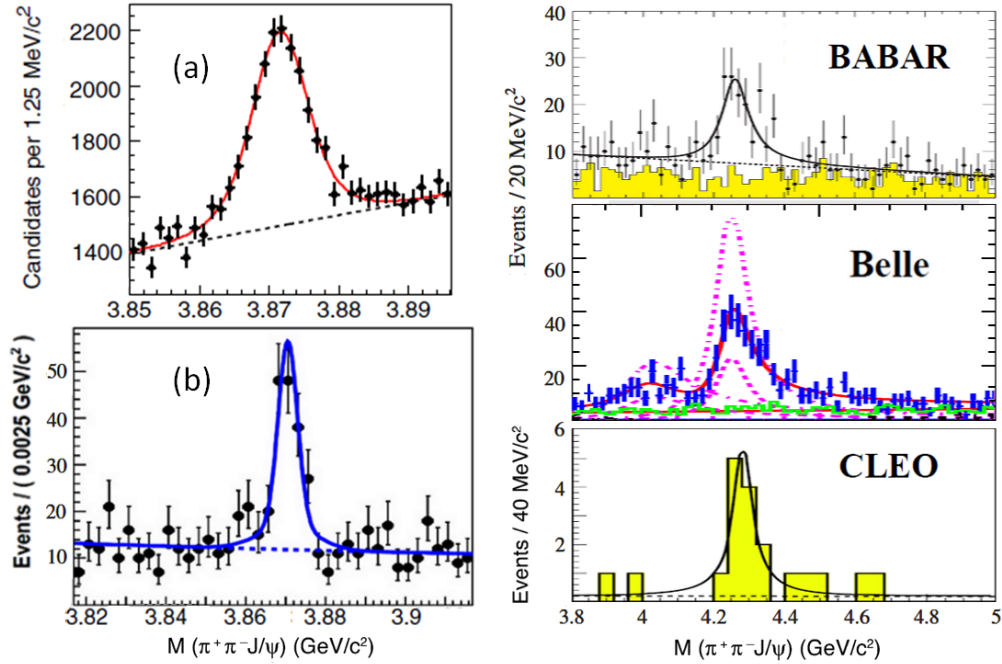 Candidates per 1.25 MeV/c²
2200
2000
1800
1600
1400
(a)
3.85 3.86 3.87 3.88 3.89
Events / ( 0.0025 GeV/c² )
50
40
30
20
10
(b)
3.82 3.84 3.86 3.88 3.9
M (π⁺π⁻J/ψ) (GeV/c²)
Events / 20 MeV/c²
40
30
20
10
BABAR
60
40
20
Belle
Events / 40 MeV/c²
6
4
2
CLEO
3.8 4 4.2 4.4 4.6 4.8 5
M (π⁺π⁻J/ψ) (GeV/c²)